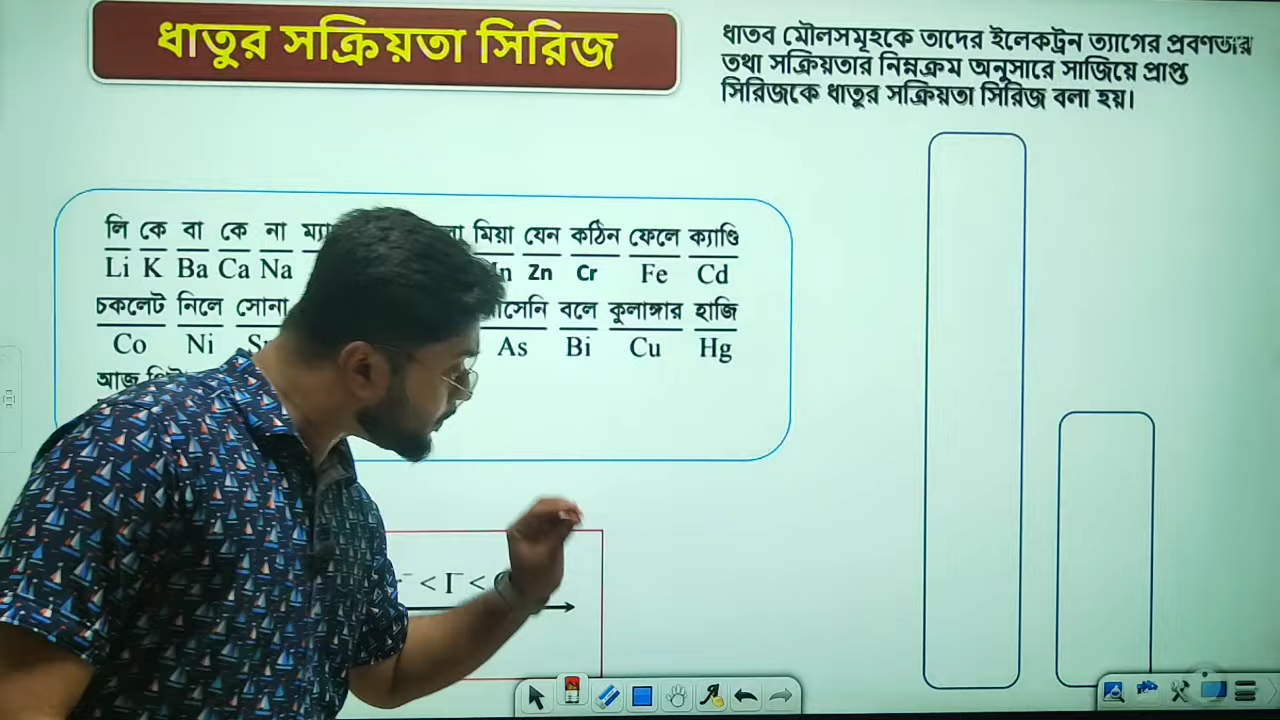 ধাতুর সক্রিয়তা সিরিজ
ধাতব মৌলসমূহকে তাদের ইলেকট্রন ত্যাগের প্রবণতার
তথা সক্রিয়তার নিম্নক্রম অনুসারে সাজিয়ে প্রাপ্ত
সিরিজকে ধাতুর সক্রিয়তা সিরিজ বলা হয়।
লি কে বা কে না মিয়া যেন কঠিন ফেলে ক্যাণ্ডি
Li K Ba Ca Na Zn Cr Fe Cd
চকলেট নিলে সোনা বলে কুলাঙ্গার হাজি
Co Ni As Bi Cu Hg
আজ
< I⁻ <